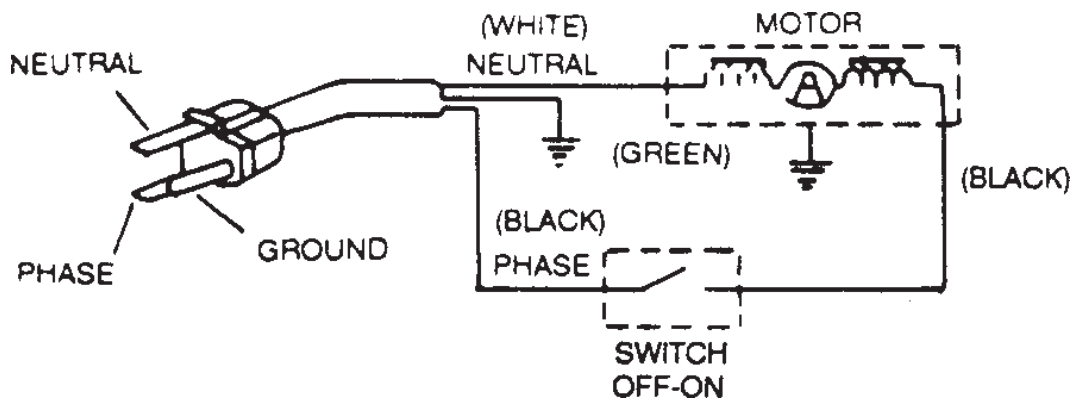 NEUTRAL
PHASE
GROUND
(WHITE)
NEUTRAL
MOTOR
A
(GREEN)
(BLACK)
(BLACK)
PHASE
SWITCH
OFF-ON